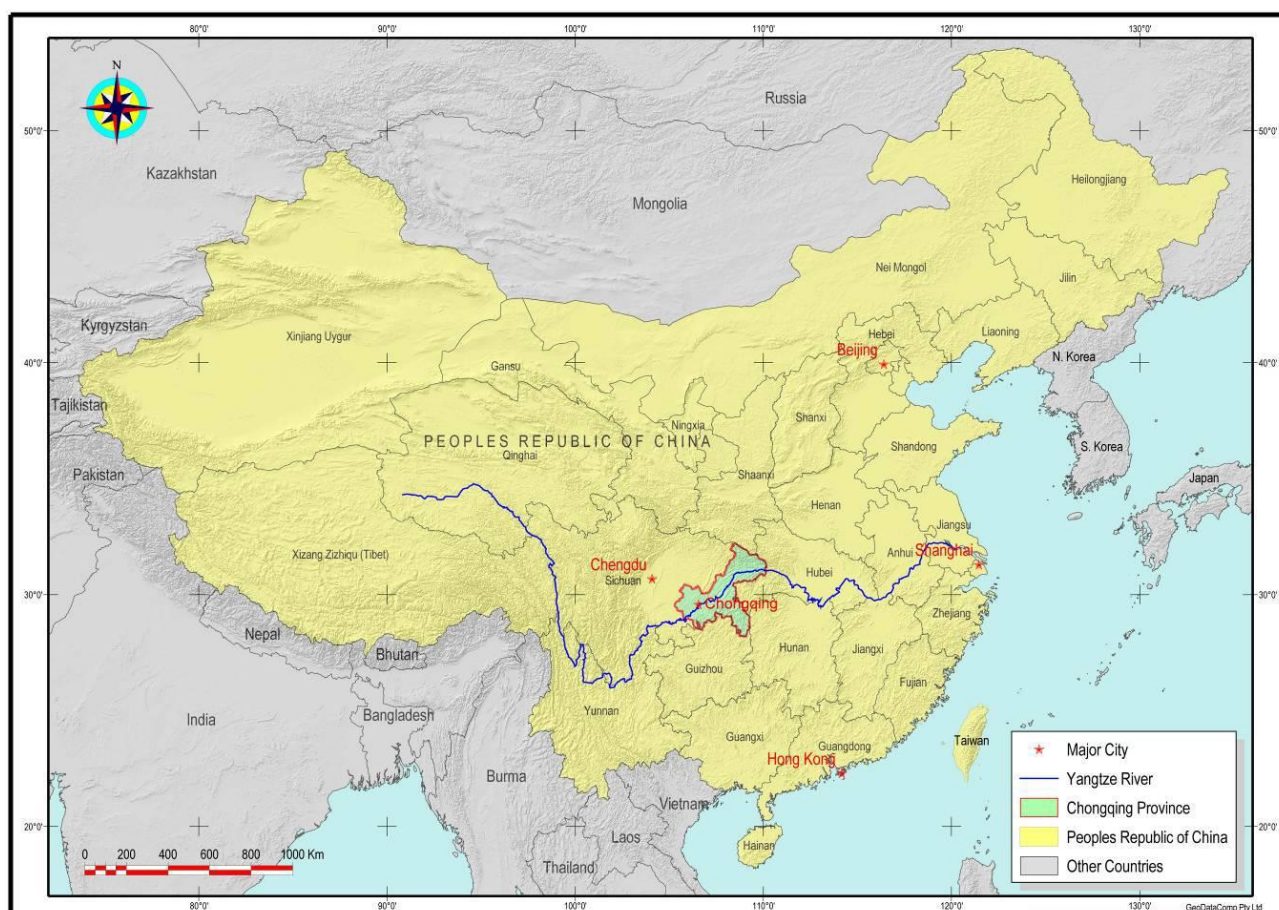 80°0' 90°0' 100°0' 110°0' 120°0' 130°0'
N
Russia
50°0' 50°0'
Kazakhstan
Heilongjiang
Mongolia
Nei Mongol
Jilin
Kyrgyzstan
Xinjiang Uygur
Liaoning
Hebei
Beijing
40°0' 40°0'
Gansu
N. Korea
Tajikistan
Shanxi
Ningxia
PEOPLES REPUBLIC OF CHINA
Shandong
S. Korea
Qinghai
Pakistan
Shaanxi
Japan
Henan
Jiangsu
Xizang Zizhiqu (Tibet)
Anhui
Shanghai
Chengdu
Hubei
Sichuan
30°0' 30°0'
Chongqing
Zhejiang
Nepal
Hunan
Jiangxi
Bhutan
Guizhou
Fujian
Yunnan
India
Bangladesh
Guangxi
Guangdong
Taiwan
Hong Kong
Burma
Vietnam
20°0' 20°0'
Laos
Hainan
Thailand
0 200 400 600 800 1000 Km
Major City
Yangtze River
Chongqing Province
Peoples Republic of China
Other Countries
80°0' 90°0' 100°0' 110°0' 120°0' 130°0'
GeoDataComp Pty Ltd